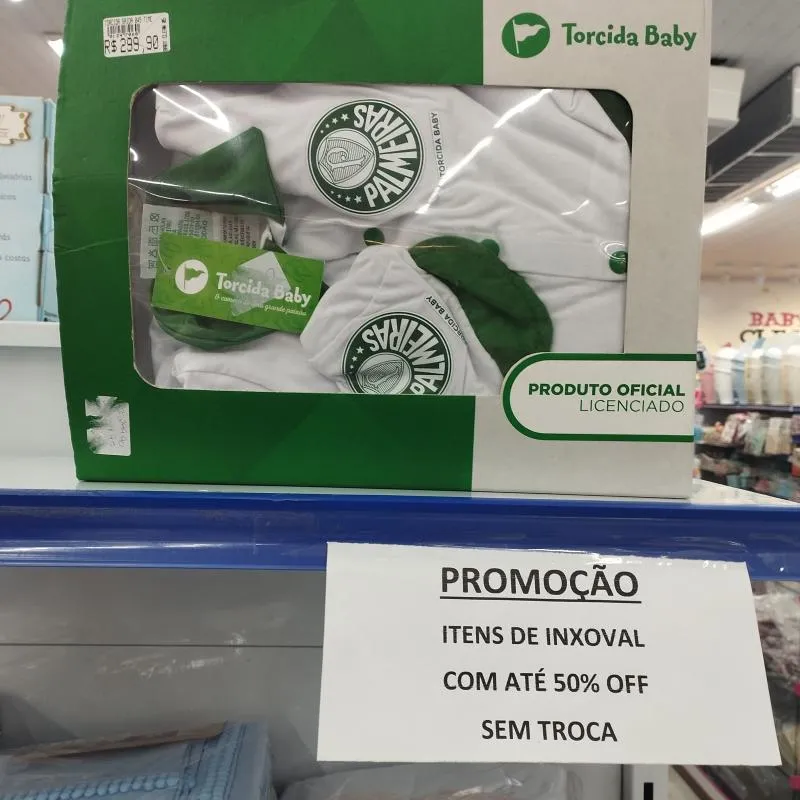 R$ 299,90
Torcida Baby
PALMEIRAS
TORCIDA BABY
Torcida Baby
TORCIDA BABY
PALMEIRAS
PRODUTO OFICIAL
LICENCIADO
BABY
PROMOÇÃO
ITENS DE INXOVAL
COM ATÉ 50% OFF
SEM TROCA